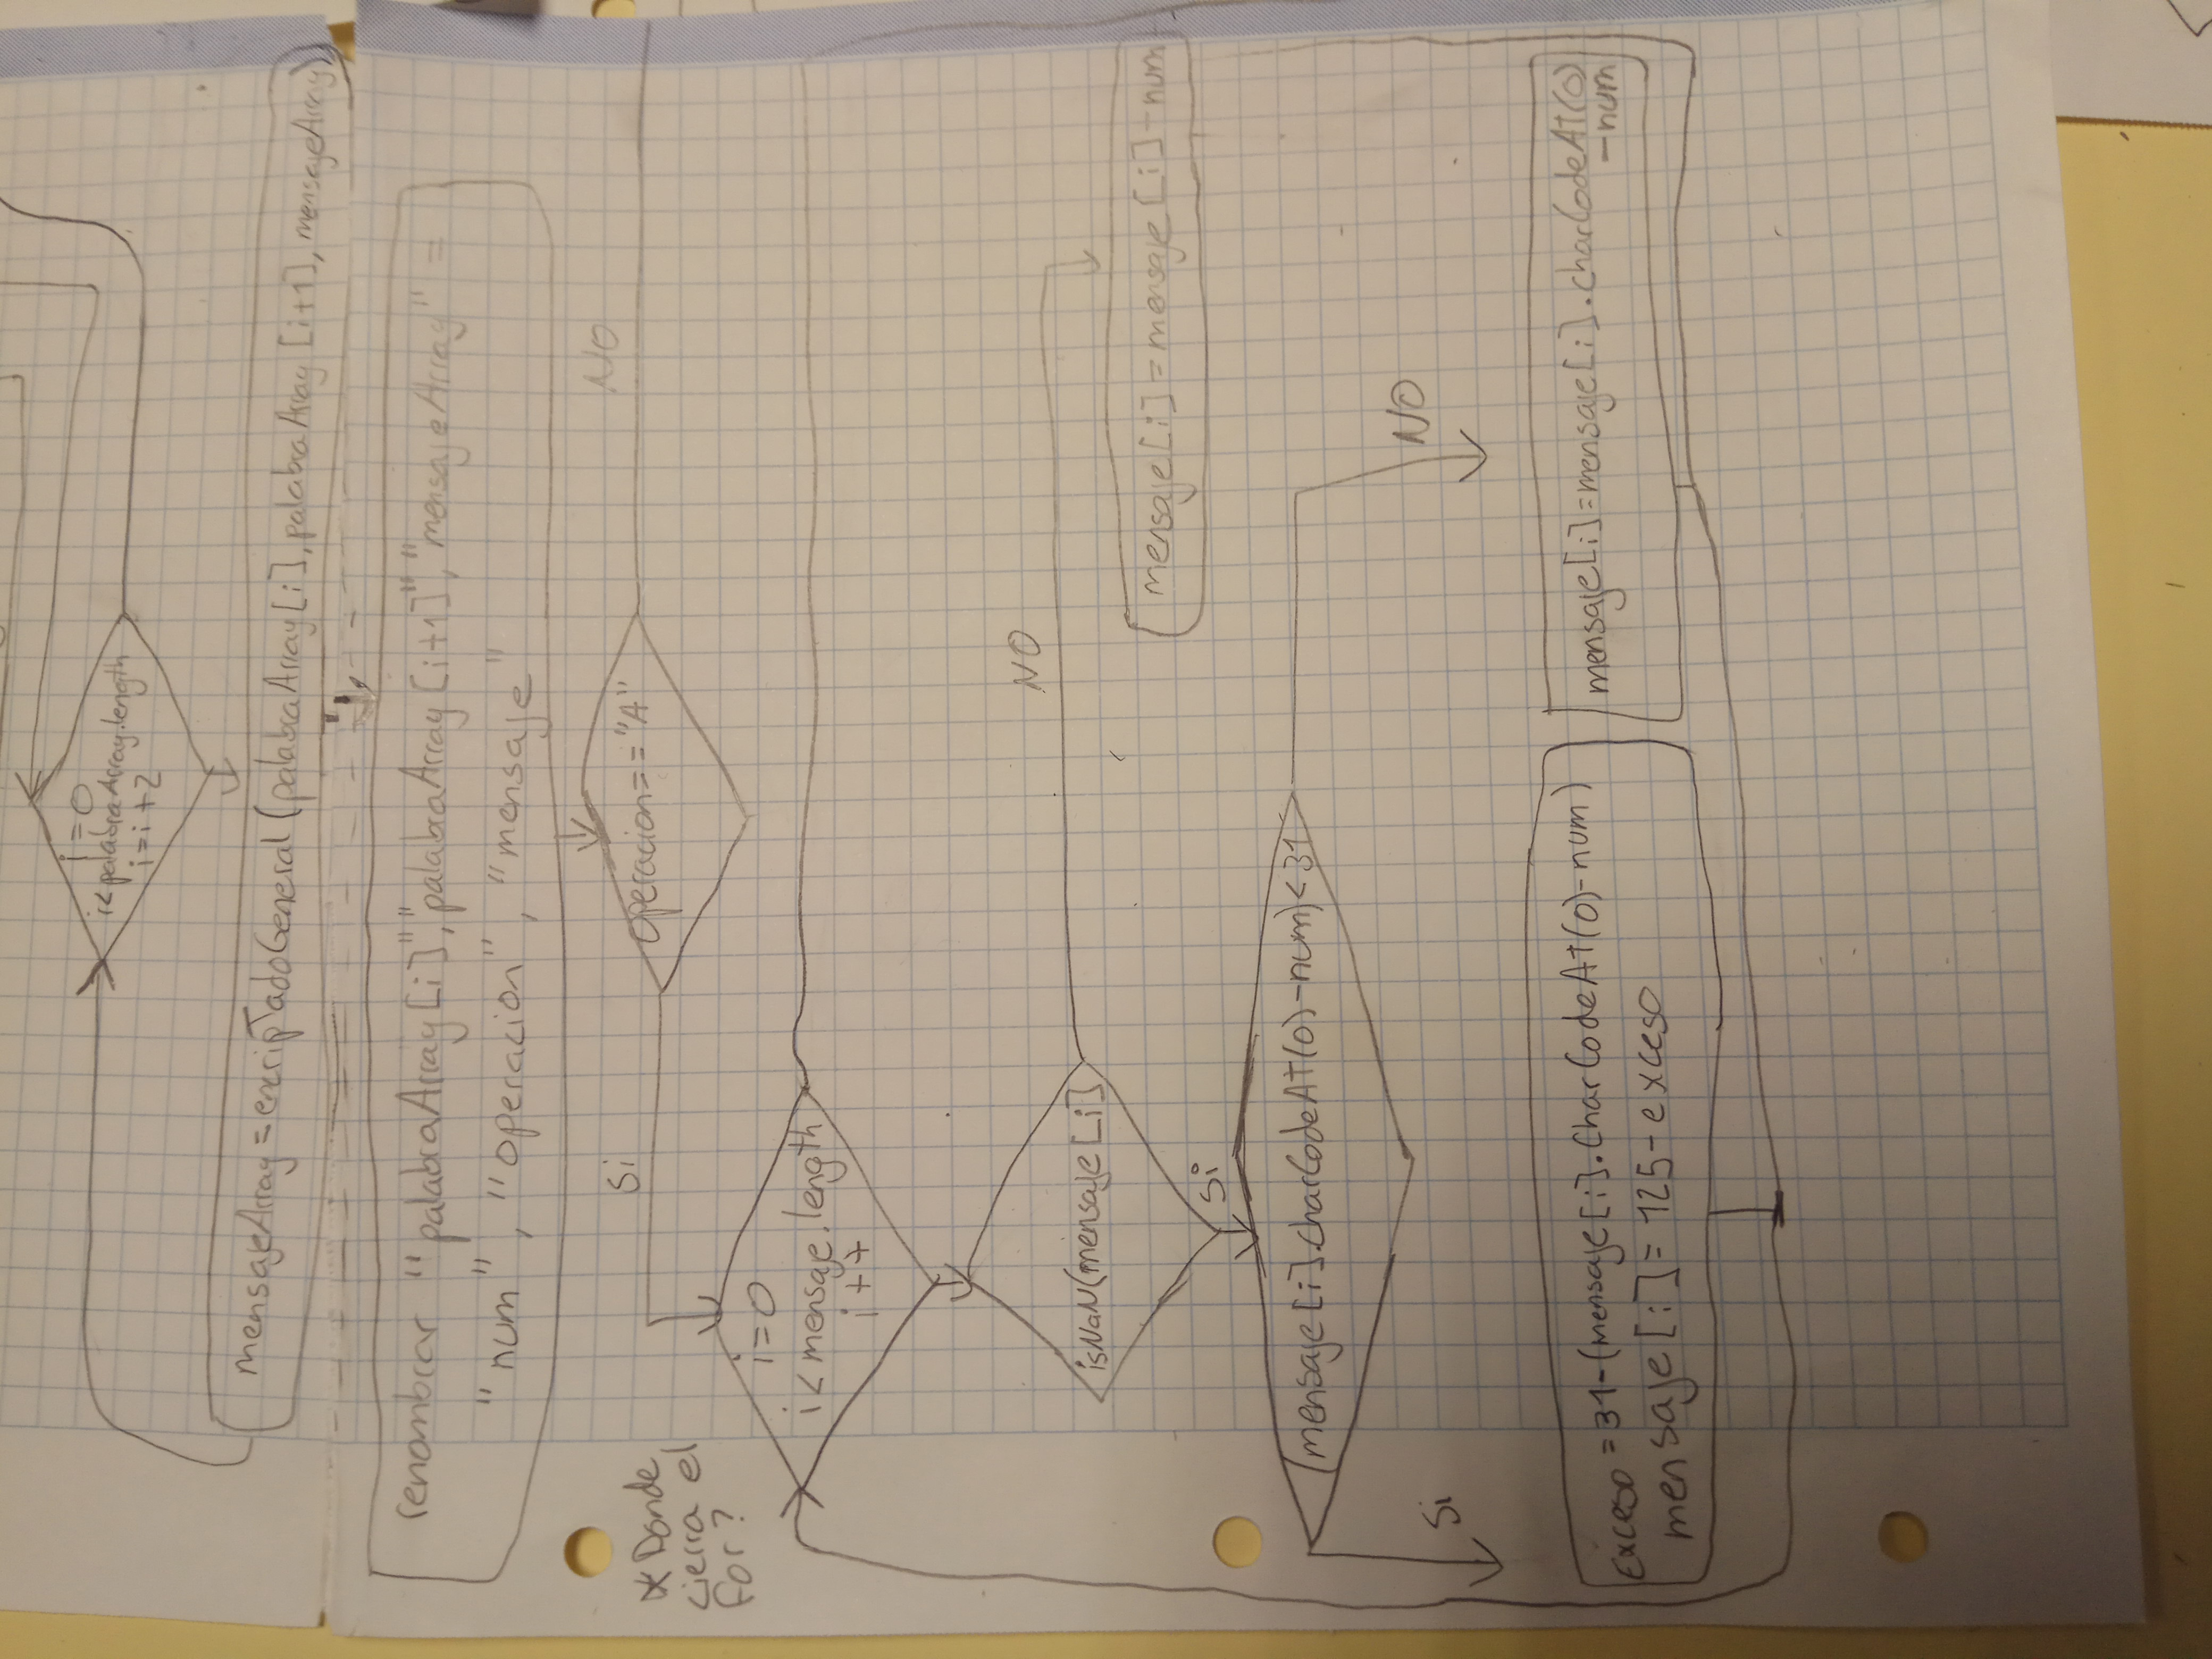 i=0
i<palabraArray.length
i=i+2
mensajeArray=encriptadoGeneral(palabraArray[i],palabraArray[i+1],mensajeArray)
renombrar "palabraArray[i]","palabraArray[i+1]","mensajeArray" =
"num", "operacion", "mensaje"
operacion=="A"
Si
NO
* Donde
cierra el
for?
i=0
i<mensaje.length
i++
isNaN(mensaje[i]
NO
Si
mensaje[i]=mensaje[i]-num
(mensaje[i].charCodeAt(0)-num)<31
Si
NO
Exceso=31-(mensaje[i].charCodeAt(0)-num)
mensaje[i]=125-exceso
mensaje[i]=mensaje[i].charCodeAt(0)
-num